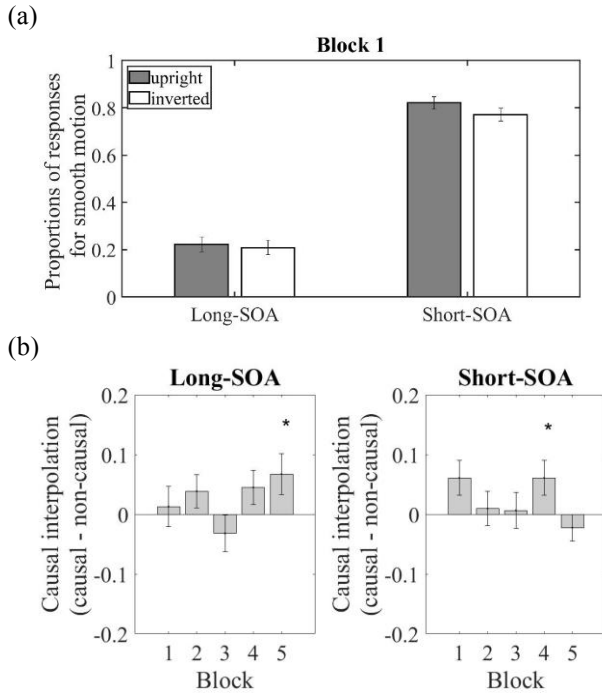 (a)
Block 1
upright
inverted
Proportions of responses
for smooth motion
0.8
0.6
0.4
0.2
0
Long-SOA
Short-SOA
(b)
Long-SOA
Causal interpolation
(causal - non-causal)
0.2
0.1
0
-0.1
-0.2
*
1 2 3 4 5
Block
Short-SOA
Causal interpolation
(causal - non-causal)
0.2
0.1
0
-0.1
-0.2
*
1 2 3 4 5
Block